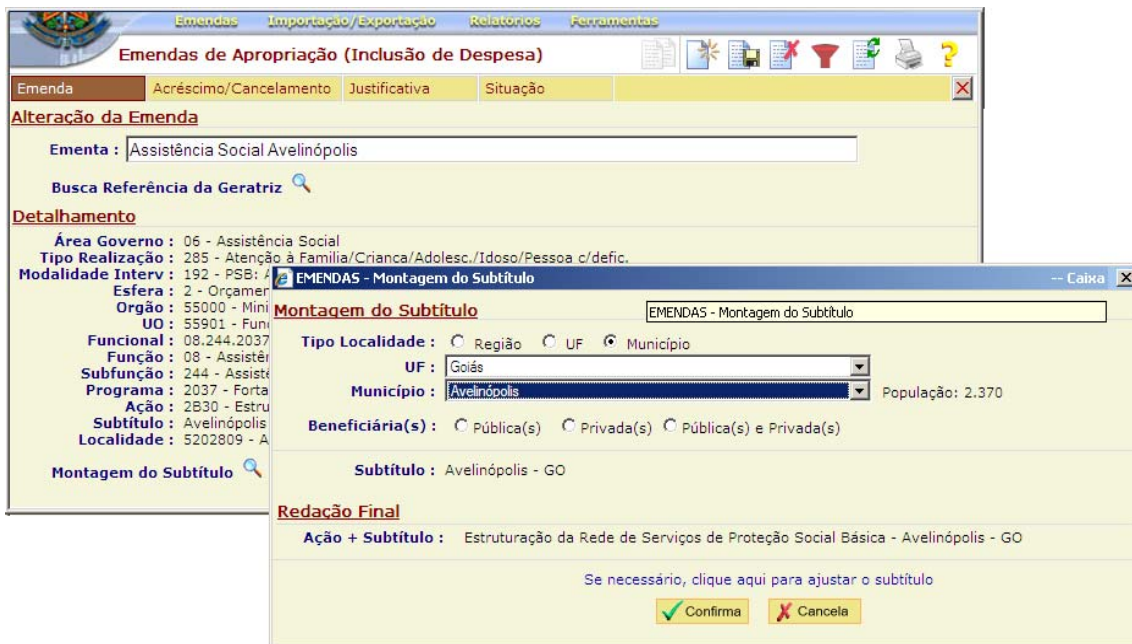 Emendas Importação/Exportação Relatórios Ferramentas
Emendas de Apropriação (Inclusão de Despesa)
Emenda Acréscimo/Cancelamento Justificativa Situação
Alteração da Emenda
Ementa : Assistência Social Avelinópolis
Busca Referência da Geratriz
Detalhamento
Área Governo : 06 - Assistência Social
Tipo Realização : 285 - Atenção à Familia/Crianca/Adolesc./Idoso/Pessoa c/defic.
Modalidade Interv : 192 - PSB:
Esfera : 2 - Orçamen
Orgão : 55000 - Mini
UO : 55901 - Fun
Funcional : 08.244.2037
Função : 08 - Assistên
Subfunção : 244 - Assistê
Programa : 2037 - Forta
Ação : 2B30 - Estru
Subtítulo : Avelinópolis
Localidade : 5202809 - A
Montagem do Subtítulo
EMENDAS - Montagem do Subtítulo -- Caixa
Montagem do Subtítulo
EMENDAS - Montagem do Subtítulo
Tipo Localidade : Região UF Município
UF : Goiás
Município : Avelinópolis População: 2.370
Beneficiária(s) : Pública(s) Privada(s) Pública(s) e Privada(s)
Subtítulo : Avelinópolis - GO
Redação Final
Ação + Subtítulo : Estruturação da Rede de Serviços de Proteção Social Básica - Avelinópolis - GO
Se necessário, clique aqui para ajustar o subtítulo
Confirma Cancela